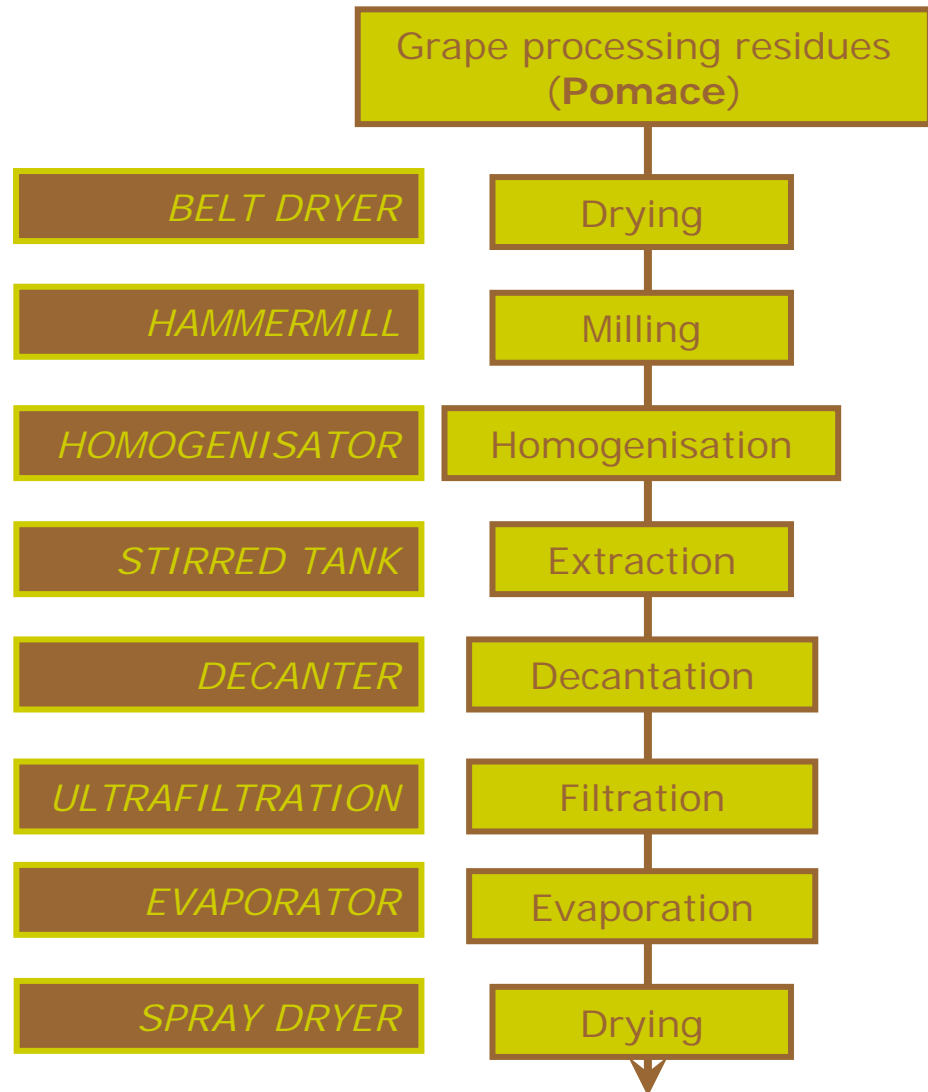 Grape processing residues
(Pomace)
BELT DRYER
Drying
HAMMERMILL
Milling
HOMOGENISATOR
Homogenisation
STIRRED TANK
Extraction
DECANTER
Decantation
ULTRAFILTRATION
Filtration
EVAPORATOR
Evaporation
SPRAY DRYER
Drying